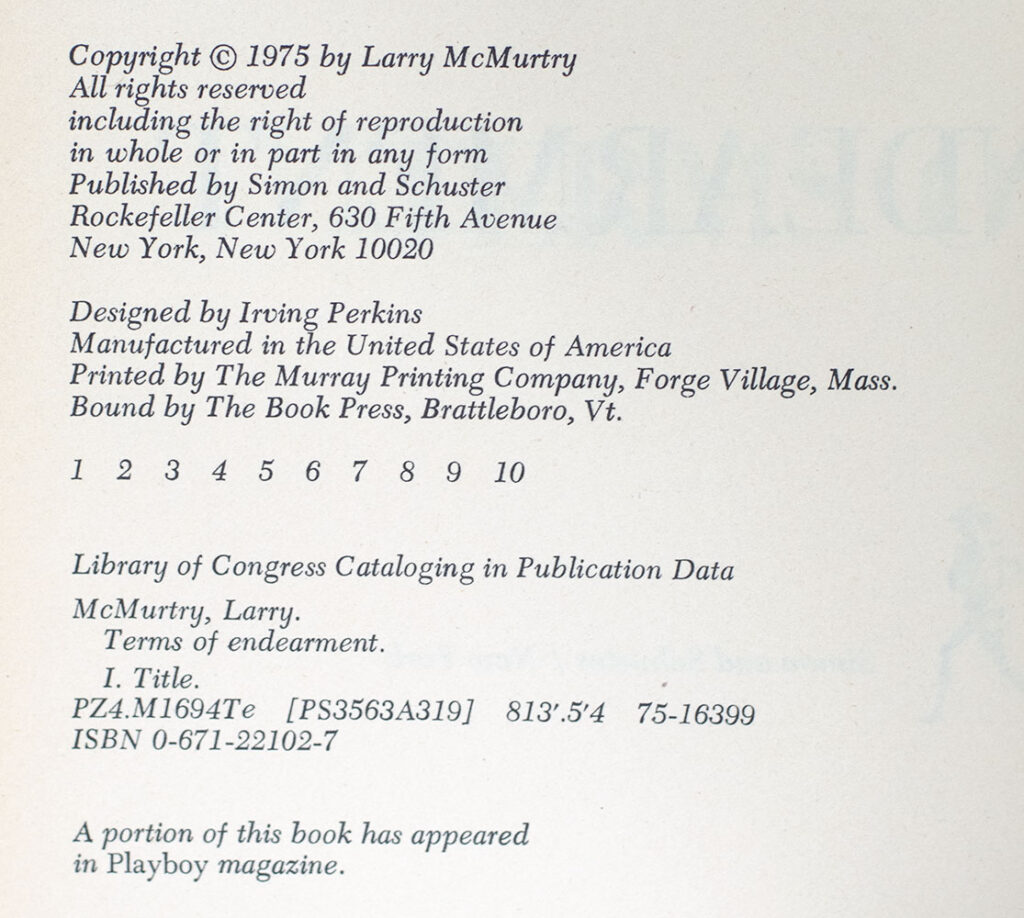 Copyright © 1975 by Larry McMurtry
All rights reserved
including the right of reproduction
in whole or in part in any form
Published by Simon and Schuster
Rockefeller Center, 630 Fifth Avenue
New York, New York 10020
Designed by Irving Perkins
Manufactured in the United States of America
Printed by The Murray Printing Company, Forge Village, Mass.
Bound by The Book Press, Brattleboro, Vt.
1 2 3 4 5 6 7 8 9 10
Library of Congress Cataloging in Publication Data
McMurtry, Larry.
Terms of endearment.
I. Title.
PZ4.M1694Te [PS3563A319] 813'.5'4 75-16399
ISBN 0-671-22102-7
A portion of this book has appeared
in Playboy magazine.